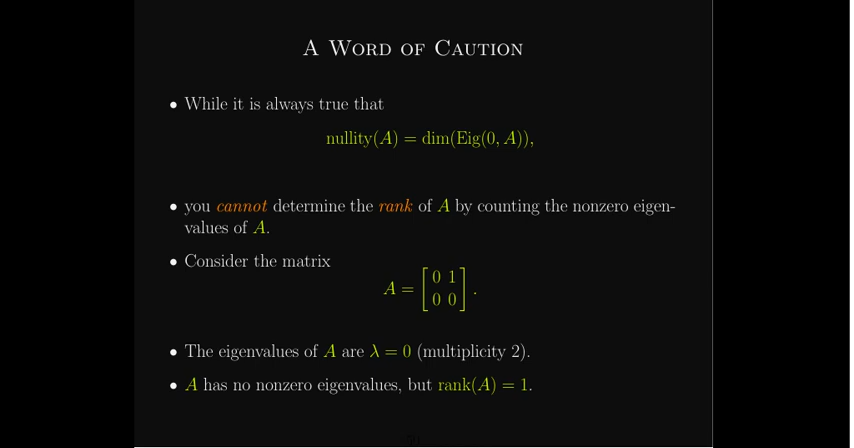 A Word of Caution
• While it is always true that
nullity(A) = dim(Eig(0, A)),
• you cannot determine the rank of A by counting the nonzero eigen-
values of A.
• Consider the matrix
A = [ 0 1
0 0 ] .
• The eigenvalues of A are λ = 0 (multiplicity 2).
• A has no nonzero eigenvalues, but rank(A) = 1.